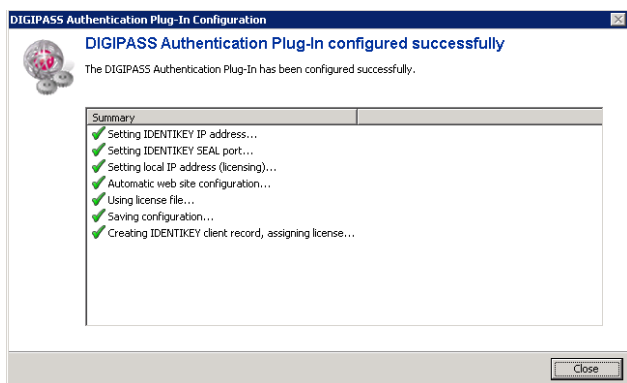 DIGIPASS Authentication Plug-In Configuration
DIGIPASS Authentication Plug-In configured successfully
The DIGIPASS Authentication Plug-In has been configured successfully.
Summary
Setting IDENTIKEY IP address...
Setting IDENTIKEY SEAL port...
Setting local IP address (licensing)...
Automatic web site configuration...
Using license file...
Saving configuration...
Creating IDENTIKEY client record, assigning license...
Close